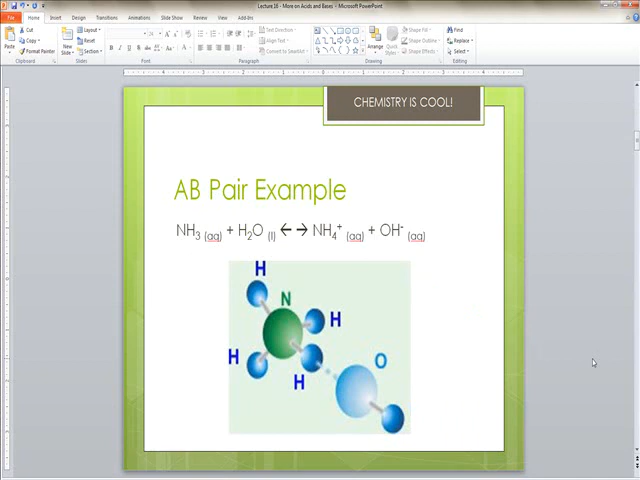 Lecture 16 - More on Acids and Bases - Microsoft PowerPoint
File Home Insert Design Transitions Animations Slide Show Review View Add-Ins
Cut
Copy
Format Painter
Paste
Clipboard
New Slide
Layout
Reset
Section
Slides
Font
Text Direction
Align Text
Convert to SmartArt
Paragraph
Arrange
Quick Styles
Shape Fill
Shape Outline
Shape Effects
Drawing
Find
Replace
Select
Editing
CHEMISTRY IS COOL!
AB Pair Example
NH₃ (aq) + H₂O (l) ←→ NH₄⁺ (aq) + OH⁻ (aq)
H
N
H
H
O
H